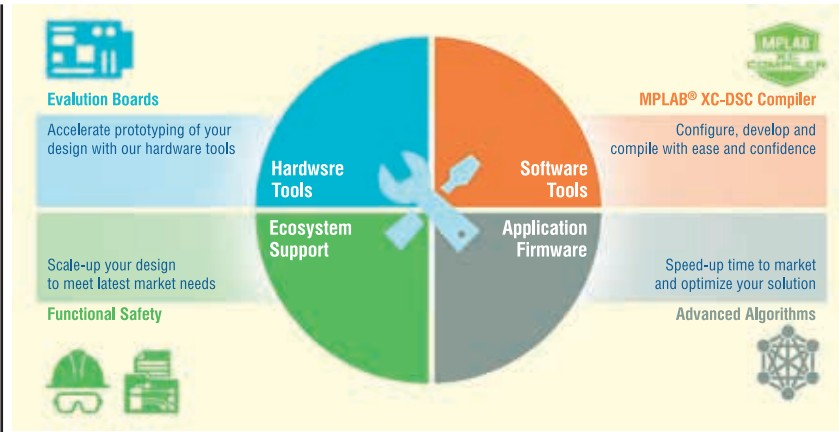 MPLAB
XC
COMPILER
Evalution Boards
MPLAB® XC-DSC Compiler
Accelerate prototyping of your
design with our hardware tools
Configure, develop and
compile with ease and confidence
Hardwsre
Tools
Software
Tools
Ecosystem
Support
Application
Firmware
Scale-up your design
to meet latest market needs
Speed-up time to market
and optimize your solution
Functional Safety
Advanced Algorithms